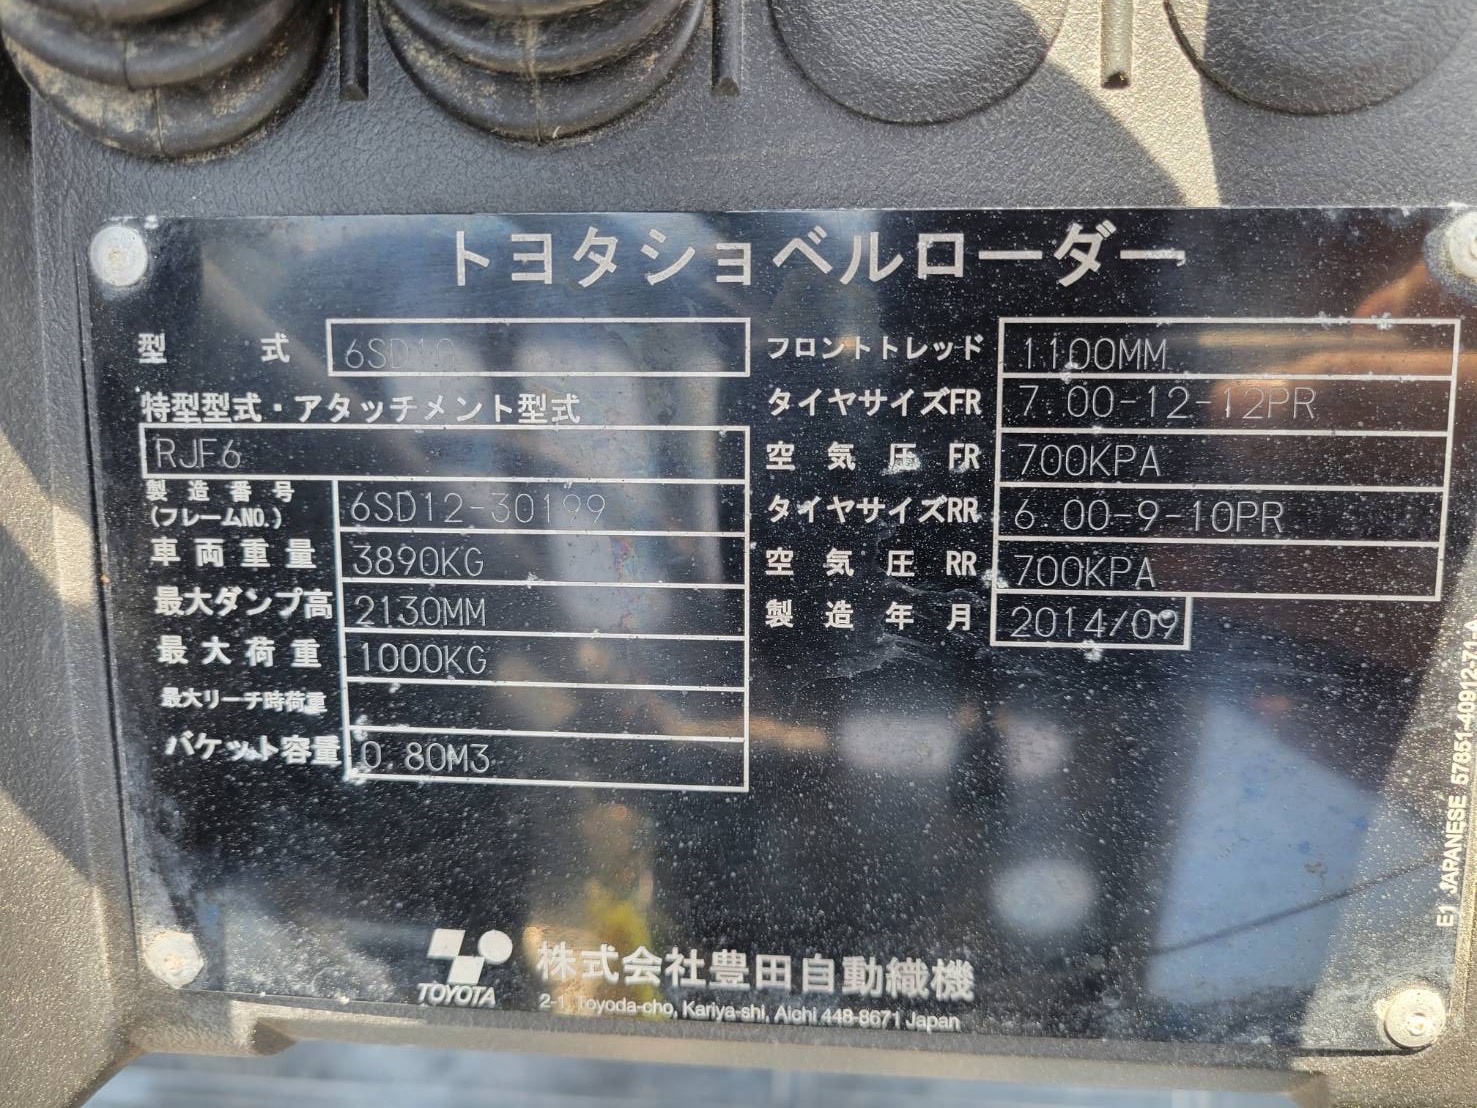 トヨタショベルローダー
型 式 6SD10
特型型式・アタッチメント型式
RJF6
製造番号 (フレームNO.) 6SD12-30199
車両重量 3890KG
最大ダンプ高 2130MM
最大荷重 1000KG
最大リーチ時荷重
バケット容量 0.80M3
フロントトレッド 1100MM
タイヤサイズFR 7.00-12-12PR
空気圧 FR 700KPA
タイヤサイズRR 6.00-9-10PR
空気圧 RR 700KPA
製造年月 2014/09
TOYOTA
株式会社豊田自動織機
2-1, Toyoda-cho, Kariya-shi, Aichi 448-8671 Japan
E1 JAPANESE 57851-40912-71-A